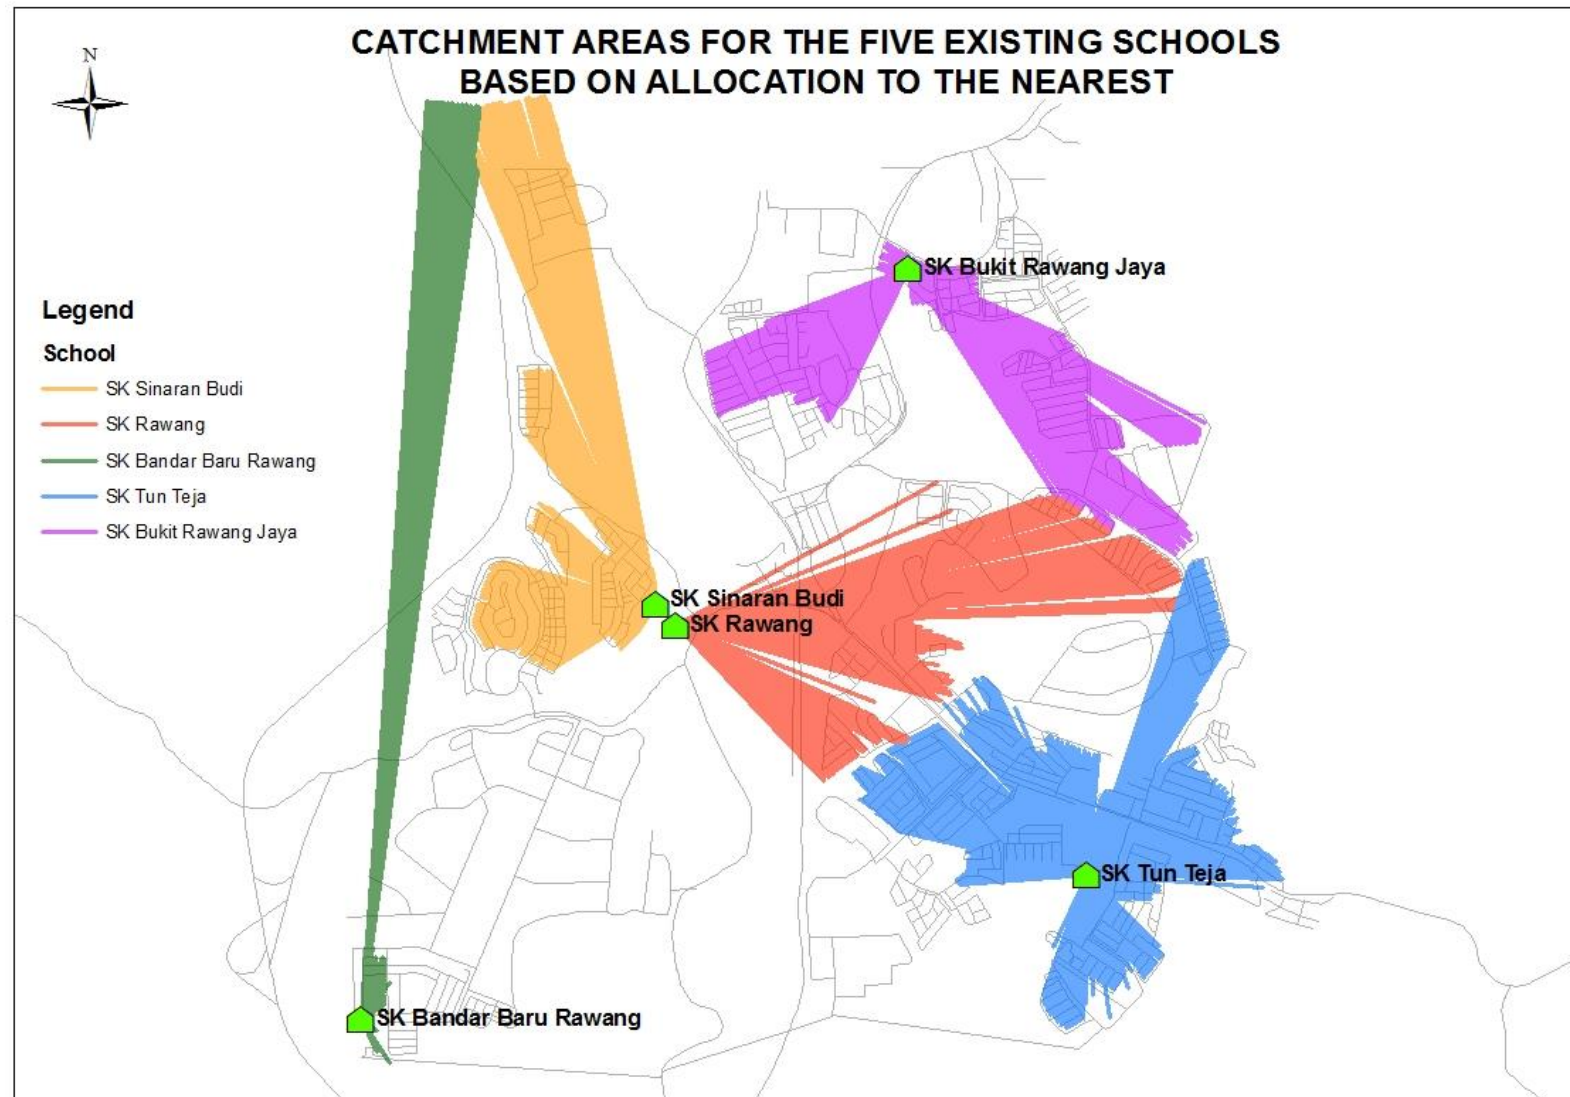 CATCHMENT AREAS FOR THE FIVE EXISTING SCHOOLS
BASED ON ALLOCATION TO THE NEAREST
N
Legend
School
SK Sinaran Budi
SK Rawang
SK Bandar Baru Rawang
SK Tun Teja
SK Bukit Rawang Jaya
SK Bukit Rawang Jaya
SK Sinaran Budi
SK Rawang
SK Tun Teja
SK Bandar Baru Rawang